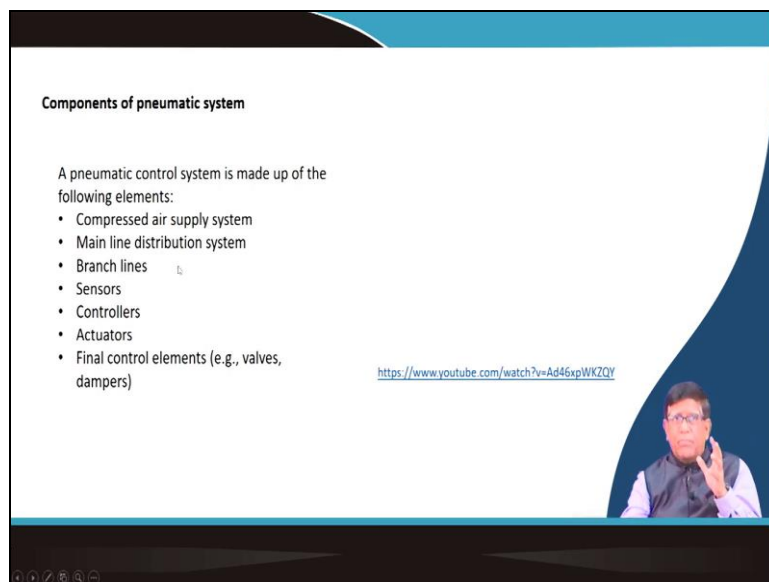 Components of pneumatic system
A pneumatic control system is made up of the
following elements:
• Compressed air supply system
• Main line distribution system
• Branch lines
• Sensors
• Controllers
• Actuators
• Final control elements (e.g., valves,
dampers)
https://www.youtube.com/watch?v=Ad46xpWKZQY